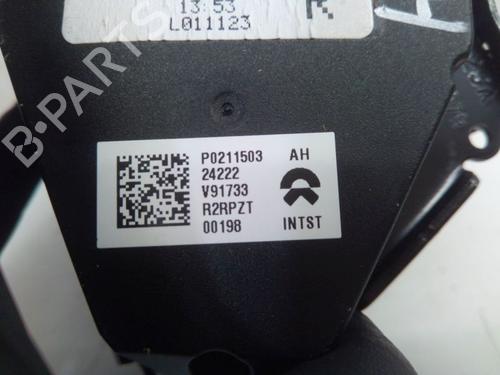 13:53
L011123
P0211503 AH
24222
V91733
R2RPZT
00198 INTST
B-PARTS